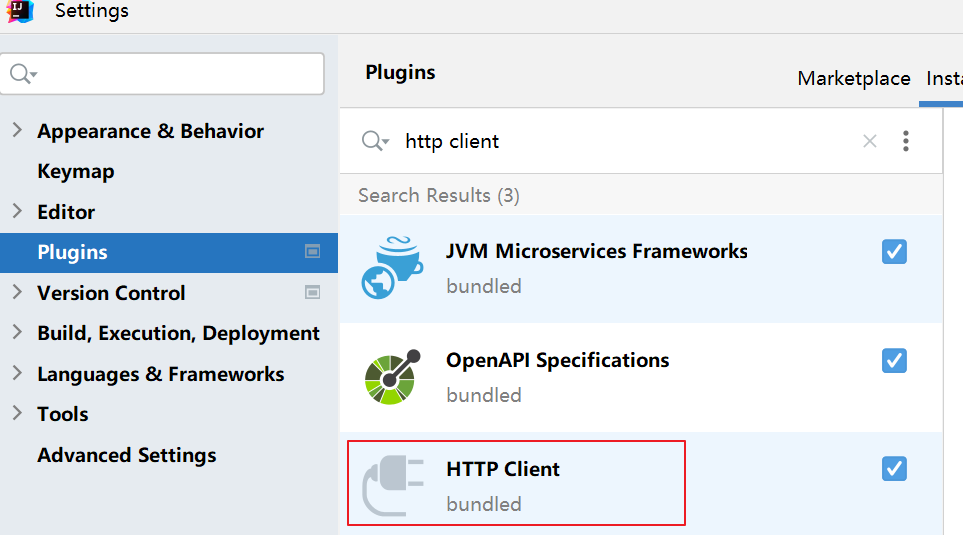 IJ
Settings
Appearance & Behavior
Keymap
Editor
Plugins
Version Control
Build, Execution, Deployment
Languages & Frameworks
Tools
Advanced Settings
Plugins
Marketplace
Insta
http client
Search Results (3)
JVM Microservices Frameworks
bundled
OpenAPI Specifications
bundled
HTTP Client
bundled